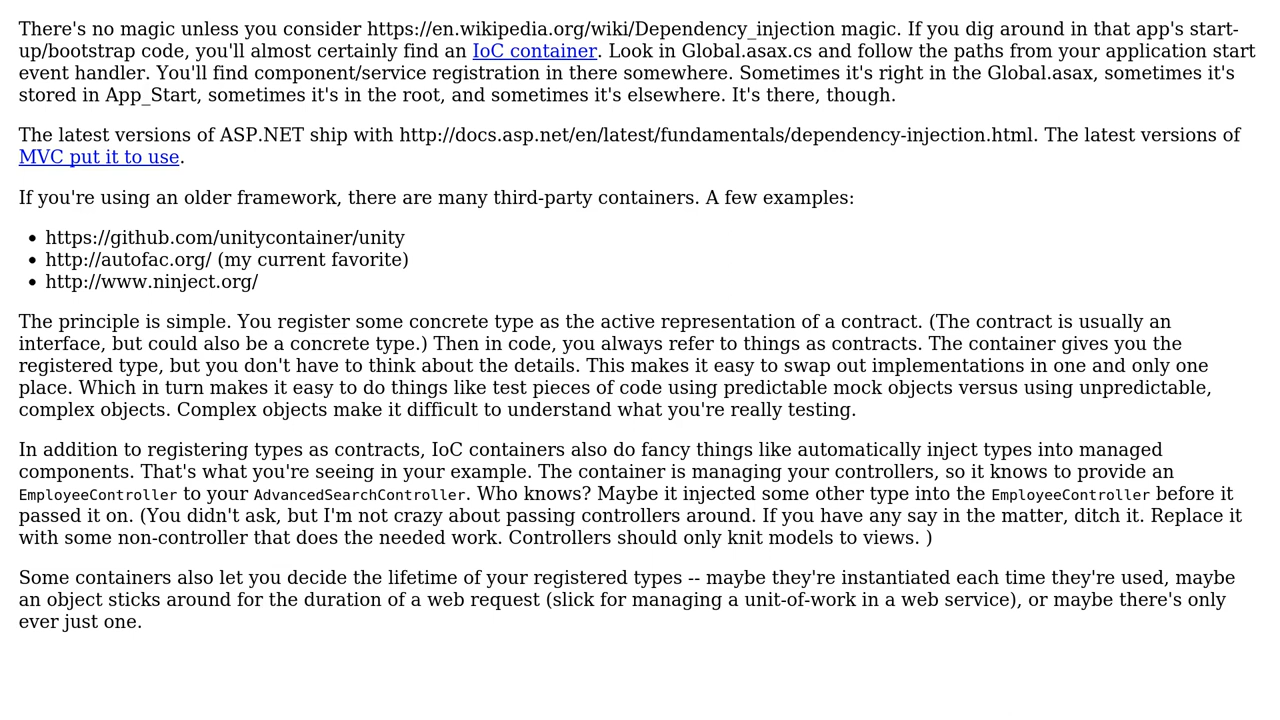 There's no magic unless you consider https://en.wikipedia.org/wiki/Dependency_injection magic. If you dig around in that app's start-
up/bootstrap code, you'll almost certainly find an IoC container. Look in Global.asax.cs and follow the paths from your application start
event handler. You'll find component/service registration in there somewhere. Sometimes it's right in the Global.asax, sometimes it's
stored in App_Start, sometimes it's in the root, and sometimes it's elsewhere. It's there, though.
The latest versions of ASP.NET ship with http://docs.asp.net/en/latest/fundamentals/dependency-injection.html. The latest versions of
MVC put it to use.
If you're using an older framework, there are many third-party containers. A few examples:
• https://github.com/unitycontainer/unity
• http://autofac.org/ (my current favorite)
• http://www.ninject.org/
The principle is simple. You register some concrete type as the active representation of a contract. (The contract is usually an
interface, but could also be a concrete type.) Then in code, you always refer to things as contracts. The container gives you the
registered type, but you don't have to think about the details. This makes it easy to swap out implementations in one and only one
place. Which in turn makes it easy to do things like test pieces of code using predictable mock objects versus using unpredictable,
complex objects. Complex objects make it difficult to understand what you're really testing.
In addition to registering types as contracts, IoC containers also do fancy things like automatically inject types into managed
components. That's what you're seeing in your example. The container is managing your controllers, so it knows to provide an
EmployeeController to your AdvancedSearchController. Who knows? Maybe it injected some other type into the EmployeeController before it
passed it on. (You didn't ask, but I'm not crazy about passing controllers around. If you have any say in the matter, ditch it. Replace it
with some non-controller that does the needed work. Controllers should only knit models to views. )
Some containers also let you decide the lifetime of your registered types -- maybe they're instantiated each time they're used, maybe
an object sticks around for the duration of a web request (slick for managing a unit-of-work in a web service), or maybe there's only
ever just one.